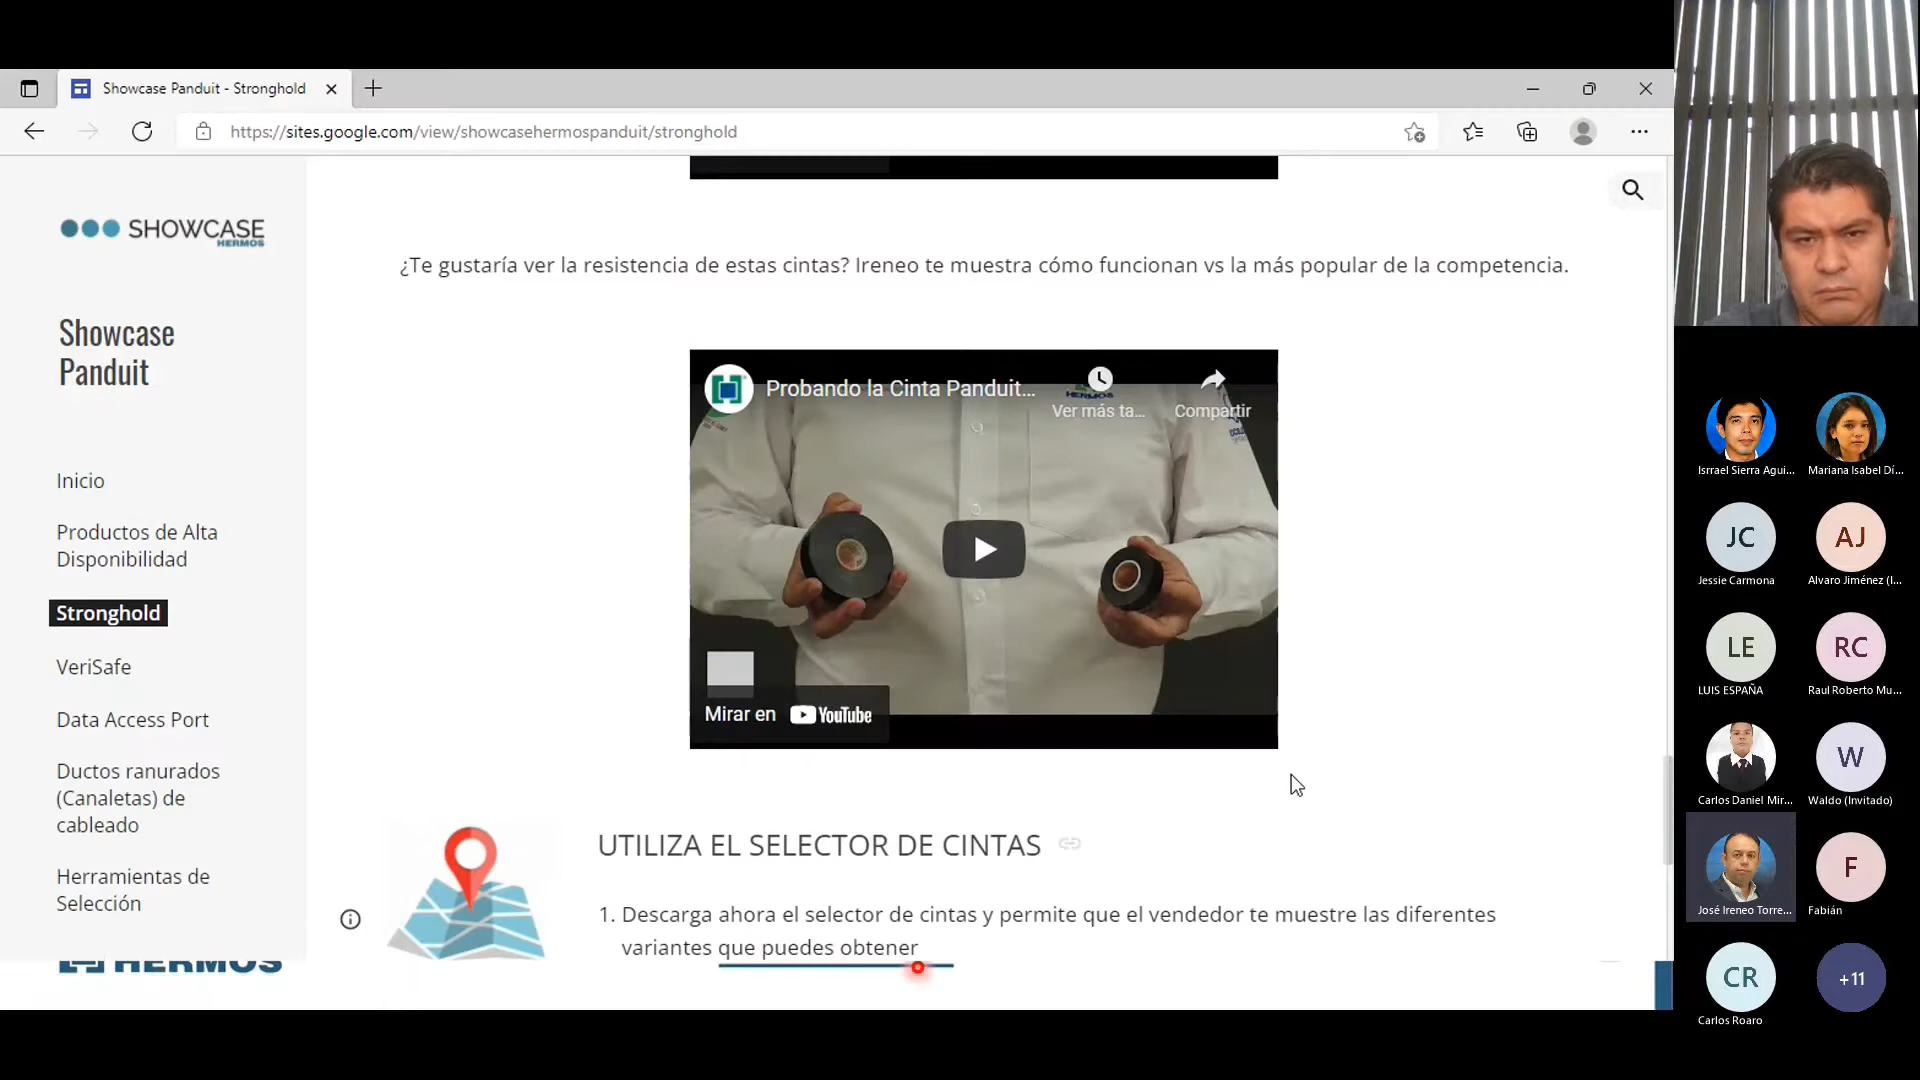 Showcase Panduit - Stronghold
https://sites.google.com/view/showcasehermospanduit/stronghold
SHOWCASE
HERMOS
Showcase
Panduit
Inicio
Productos de Alta
Disponibilidad
Stronghold
VeriSafe
Data Access Port
Ductos ranurados
(Canaletas) de
cableado
Herramientas de
Selección
HERMOS
¿Te gustaría ver la resistencia de estas cintas? Ireneo te muestra cómo funcionan vs la más popular de la competencia.
Probando la Cinta Panduit...
Ver más ta...
Compartir
HERMOS
Mirar en YouTube
UTILIZA EL SELECTOR DE CINTAS
1. Descarga ahora el selector de cintas y permite que el vendedor te muestre las diferentes
variantes que puedes obtener
Isrrael Sierra Agui...
Mariana Isabel Dí...
JC
Jessie Carmona
AJ
Alvaro Jiménez (I...
LE
LUIS ESPAÑA
RC
Raul Roberto Mu...
Carlos Daniel Mir...
W
Waldo (Invitado)
José Ireneo Torre...
F
Fabián
CR
Carlos Roaro
+11